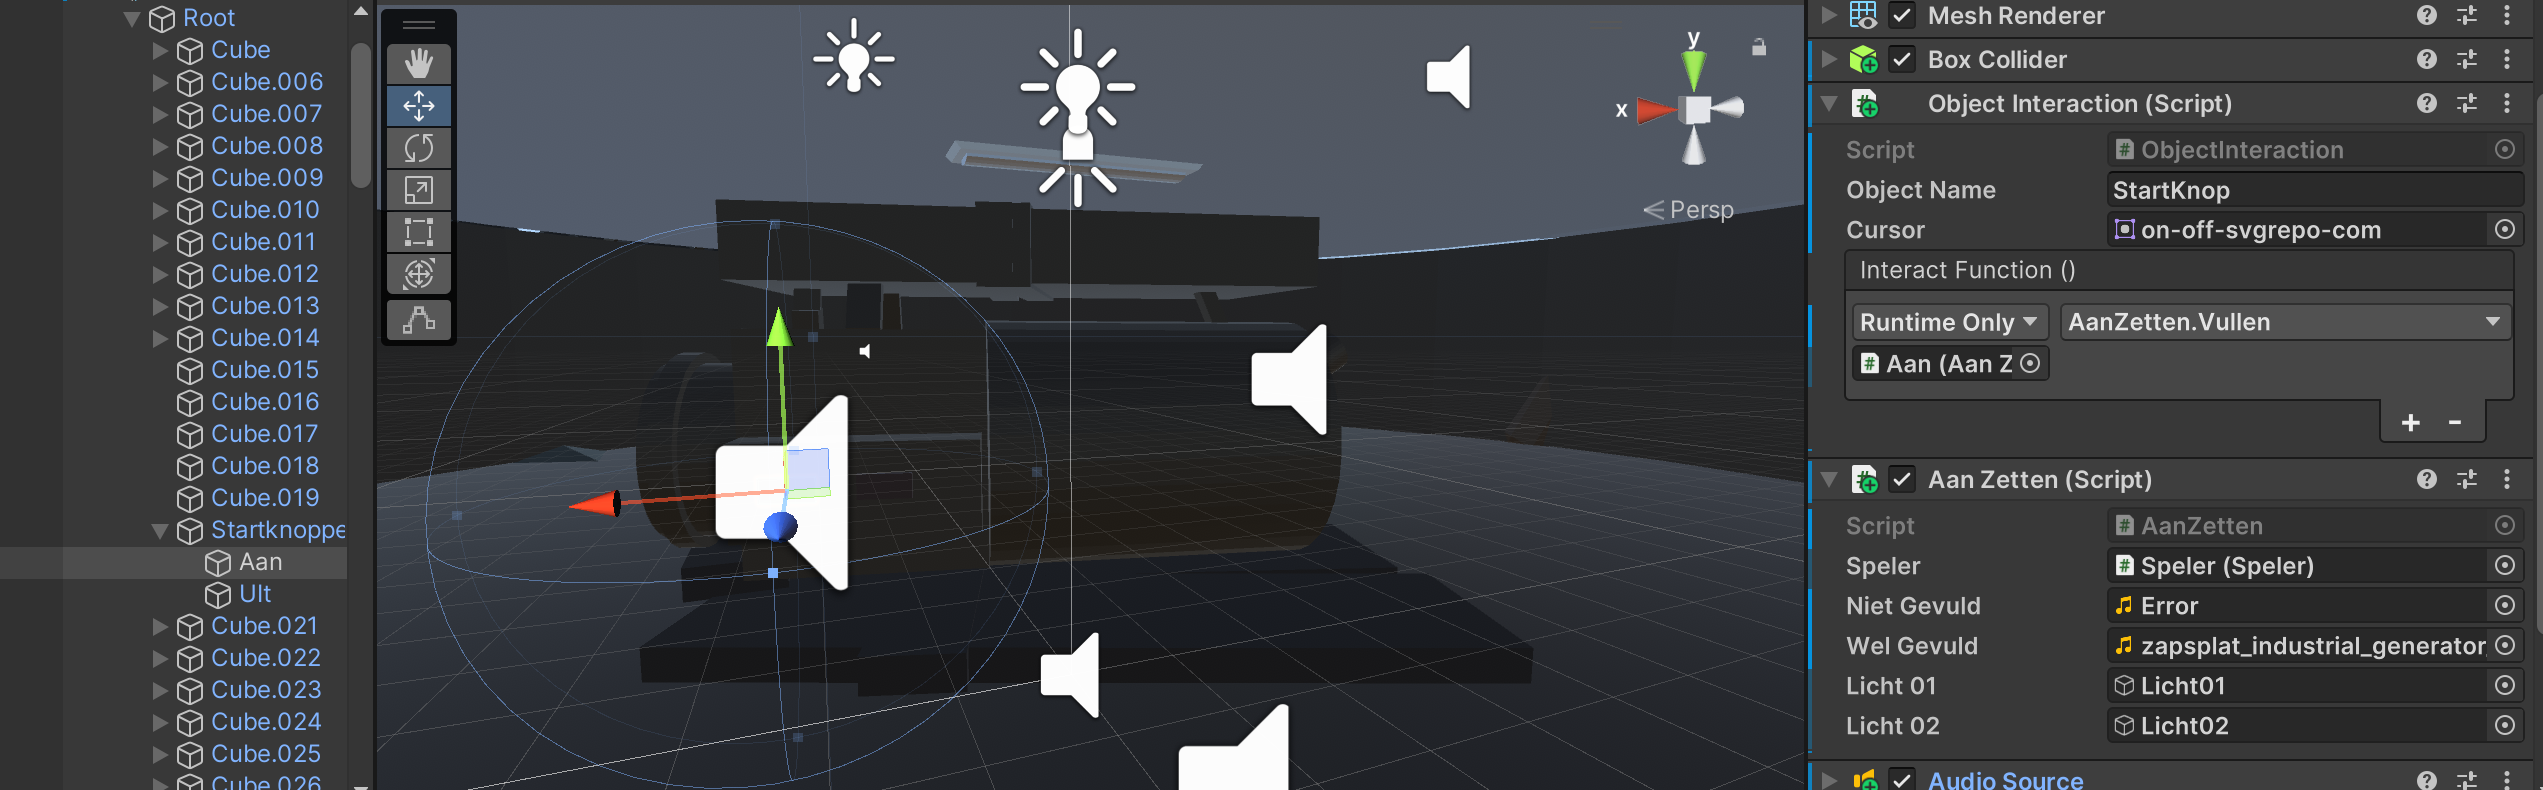 Root
Cube
Cube.006
Cube.007
Cube.008
Cube.009
Cube.010
Cube.011
Cube.012
Cube.013
Cube.014
Cube.015
Cube.016
Cube.017
Cube.018
Cube.019
Startknoppe
Aan
UIt
Cube.021
Cube.022
Cube.023
Cube.024
Cube.025
Cube.026
y
x
Persp
Mesh Renderer
Box Collider
Object Interaction (Script)
Script ObjectInteraction
Object Name StartKnop
Cursor on-off-svgrepo-com
Interact Function ()
Runtime Only AanZetten.Vullen
Aan (Aan Z
+ -
Aan Zetten (Script)
Script AanZetten
Speler Speler (Speler)
Niet Gevuld Error
Wel Gevuld zapsplat_industrial_generator_
Licht 01 Licht01
Licht 02 Licht02
Audio Source